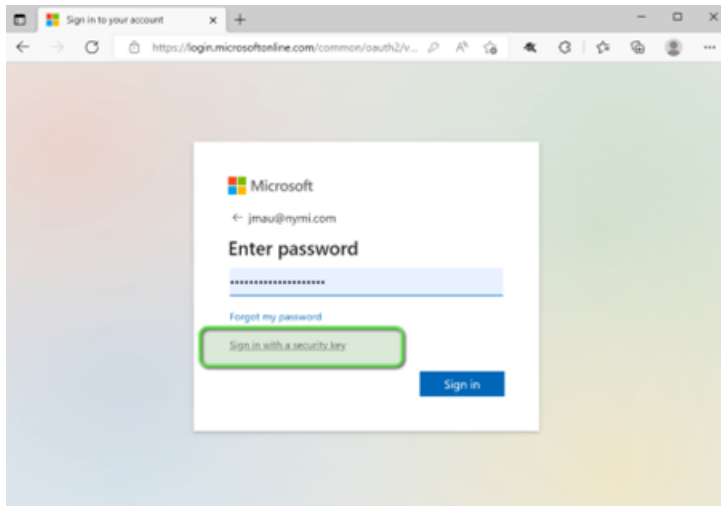 Sign in to your account
https://login.microsoftonline.com/common/oauth2/v...
Microsoft
← jmau@nymi.com
Enter password
••••••••••••••••••••
Forgot my password
Sign in with a security key
Sign in